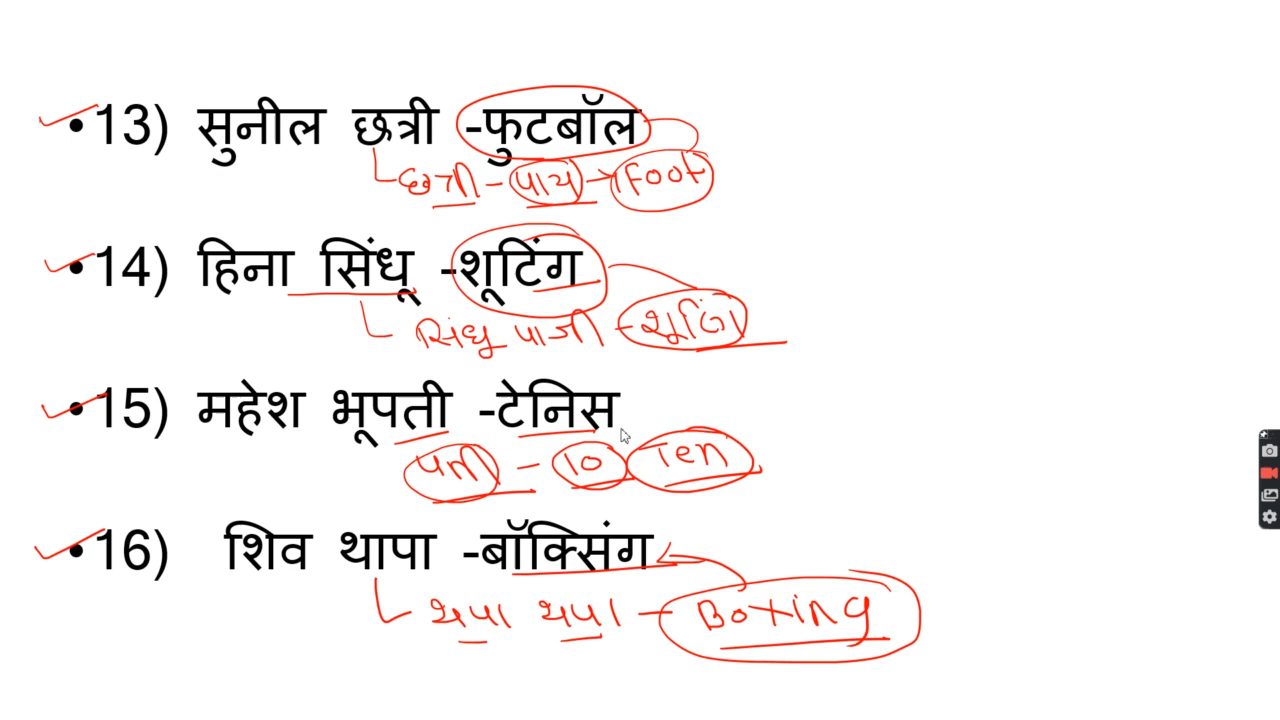 •13) सुनील छत्री -फुटबॉल
छत्री - पाय → Foot
•14) हिना सिंधू -शूटिंग
सिंधू पाजी - शूटिंग
•15) महेश भूपती -टेनिस
पती - 10 Ten
•16) शिव थापा -बॉक्सिंग
थपा थपा - Boxing